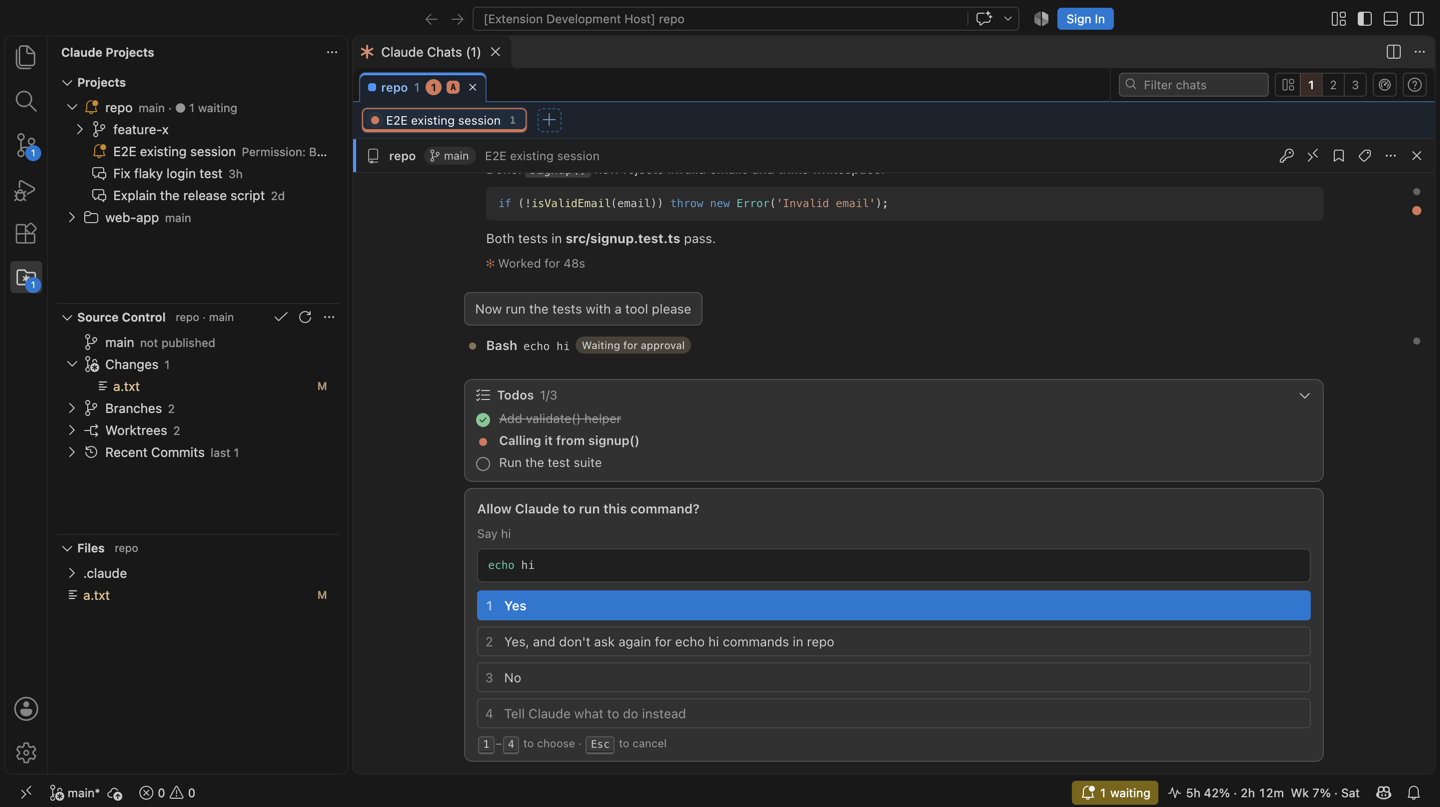 [Extension Development Host] repo
Sign In
Claude Projects
Projects
repo main · 1 waiting
feature-x
E2E existing session Permission: B...
Fix flaky login test 3h
Explain the release script 2d
web-app main
Source Control repo · main
main not published
Changes 1
a.txt M
Branches 2
Worktrees 2
Recent Commits last 1
Files repo
.claude
a.txt M
1
1
Claude Chats (1)
repo 1 1 A
Filter chats
1 2 3
E2E existing session 1
repo main E2E existing session
if (!isValidEmail(email)) throw new Error('Invalid email');
Both tests in src/signup.test.ts pass.
Worked for 48s
Now run the tests with a tool please
Bash echo hi Waiting for approval
Todos 1/3
Add validate() helper
Calling it from signup()
Run the test suite
Allow Claude to run this command?
Say hi
echo hi
1 Yes
2 Yes, and don't ask again for echo hi commands in repo
3 No
4 Tell Claude what to do instead
1–4 to choose · Esc to cancel
main* 0 0
1 waiting 5h 42% · 2h 12m Wk 7% · Sat